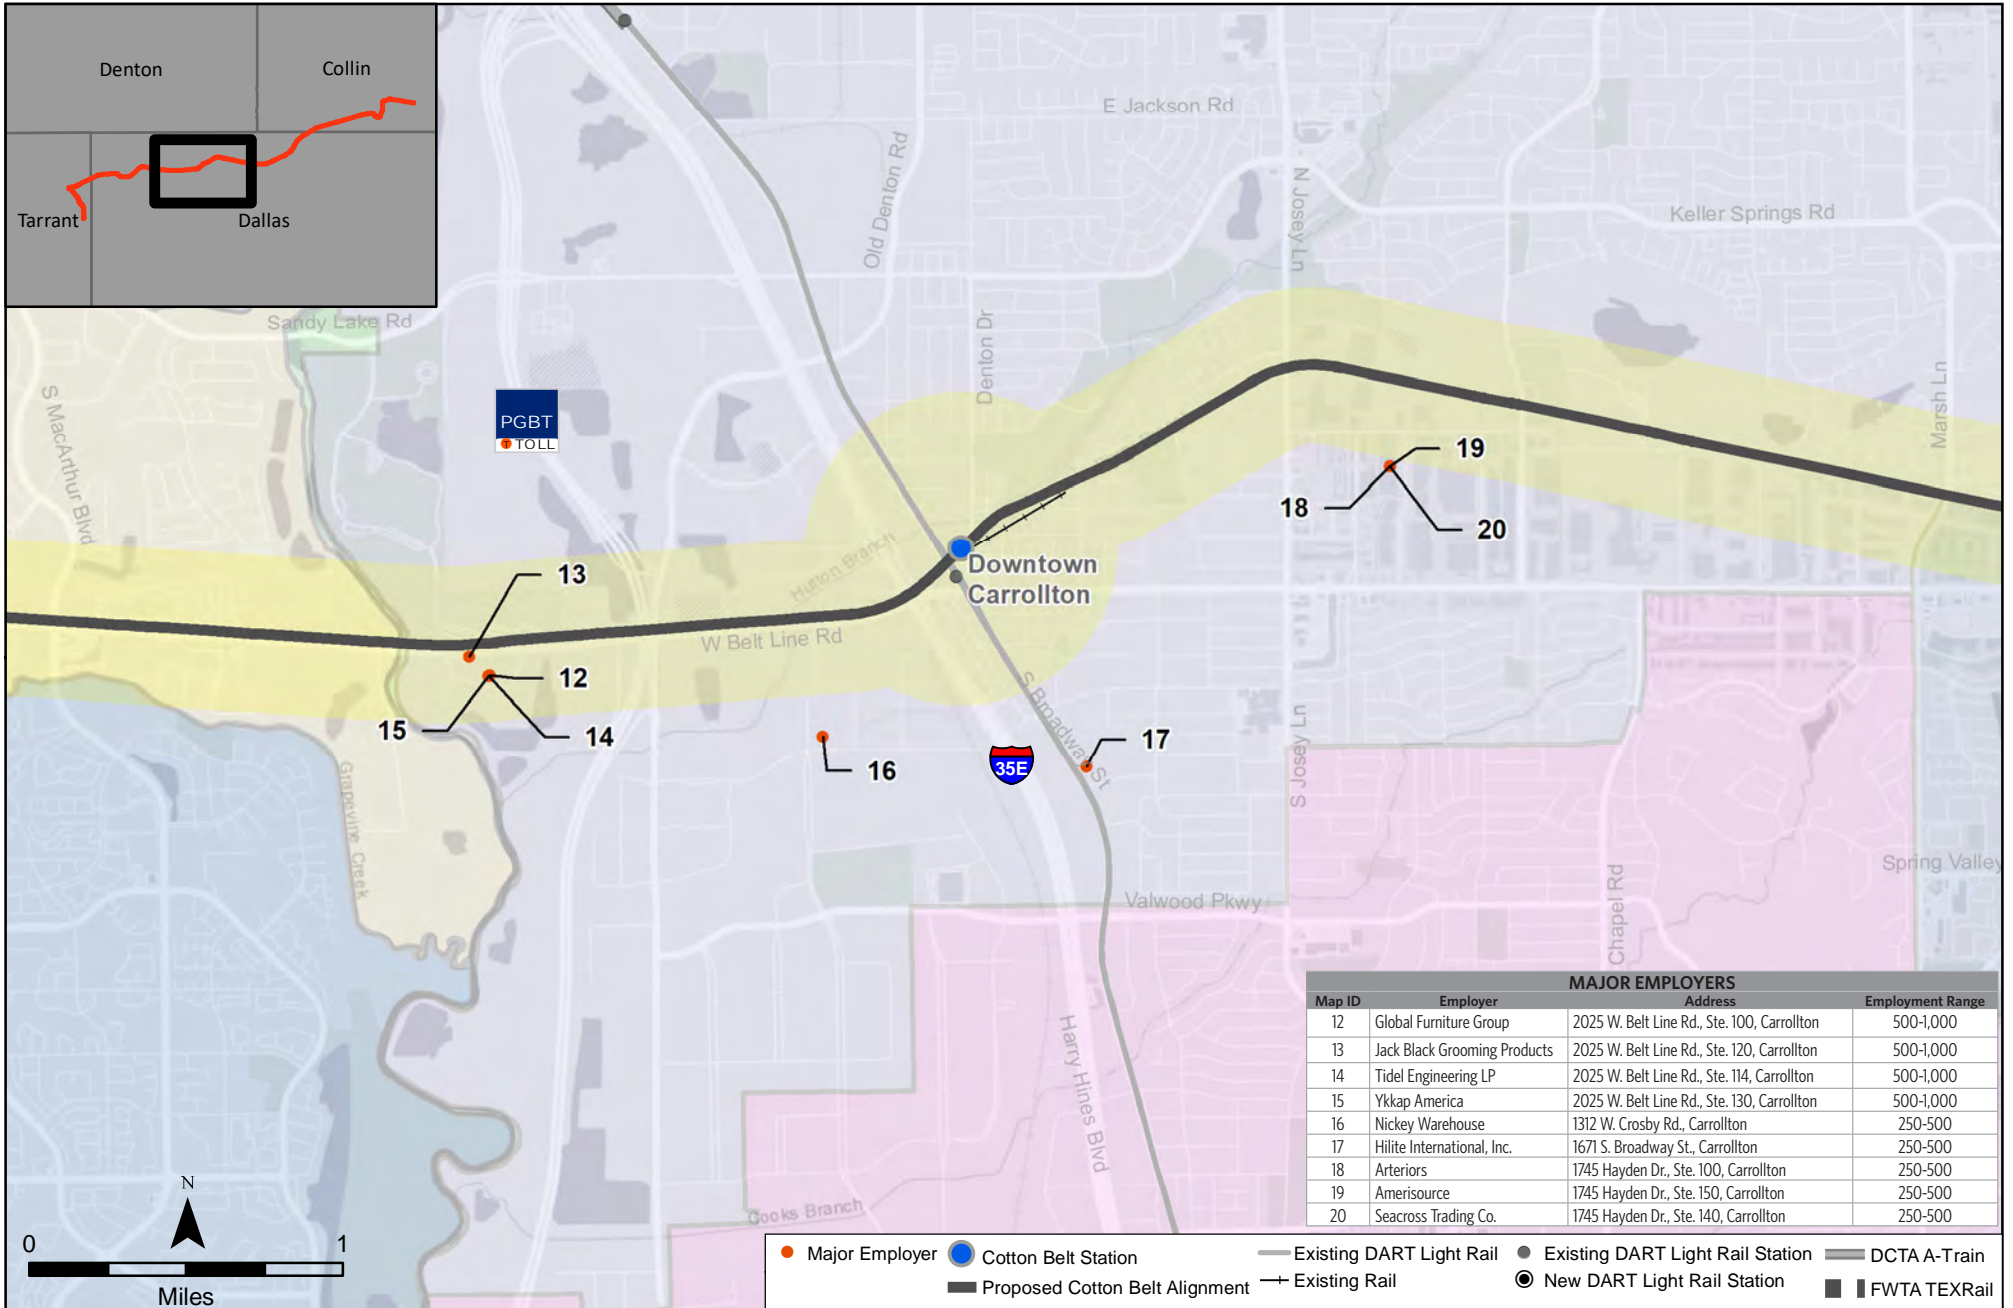 Denton
Collin
Tarrant
Dallas
E Jackson Rd
Old Denton Rd
N Josey Ln
Keller Springs Rd
Sandy Lake Rd
Denton Dr
S MacArthur Blvd
PGBT
T TOLL
Marsh Ln
19
18
20
Hutton Branch
Downtown
Carrollton
13
W Belt Line Rd
12
15
14
S Broadway St
17
16
35E
S Josey Ln
Grapevine Creek
Spring Valley
Chapel Rd
Valwood Pkwy
Harry Hines Blvd
Cooks Branch
MAJOR EMPLOYERS
Map ID Employer Address Employment Range
12 Global Furniture Group 2025 W. Belt Line Rd., Ste. 100, Carrollton 500-1,000
13 Jack Black Grooming Products 2025 W. Belt Line Rd., Ste. 120, Carrollton 500-1,000
14 Tidel Engineering LP 2025 W. Belt Line Rd., Ste. 114, Carrollton 500-1,000
15 Ykkap America 2025 W. Belt Line Rd., Ste. 130, Carrollton 500-1,000
16 Nickey Warehouse 1312 W. Crosby Rd., Carrollton 250-500
17 Hilite International, Inc. 1671 S. Broadway St., Carrollton 250-500
18 Arteriors 1745 Hayden Dr., Ste. 100, Carrollton 250-500
19 Amerisource 1745 Hayden Dr., Ste. 150, Carrollton 250-500
20 Seacross Trading Co. 1745 Hayden Dr., Ste. 140, Carrollton 250-500
N
0 1
Miles
Major Employer
Cotton Belt Station
Proposed Cotton Belt Alignment
Existing DART Light Rail
Existing Rail
Existing DART Light Rail Station
New DART Light Rail Station
DCTA A-Train
FWTA TEXRail